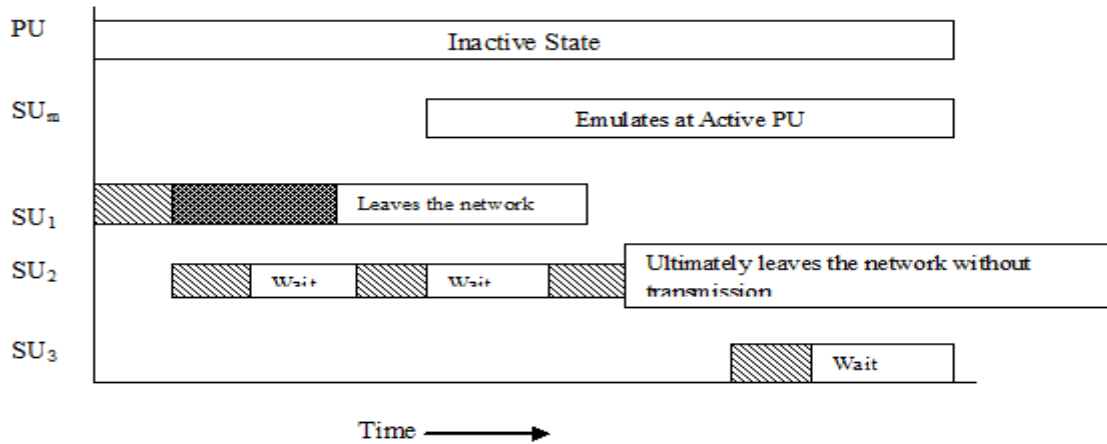 PU
Inactive State
SUm
Emulates at Active PU
SU1
Leaves the network
SU2
Wait
Wait
Ultimately leaves the network without
transmission
SU3
Wait
Time